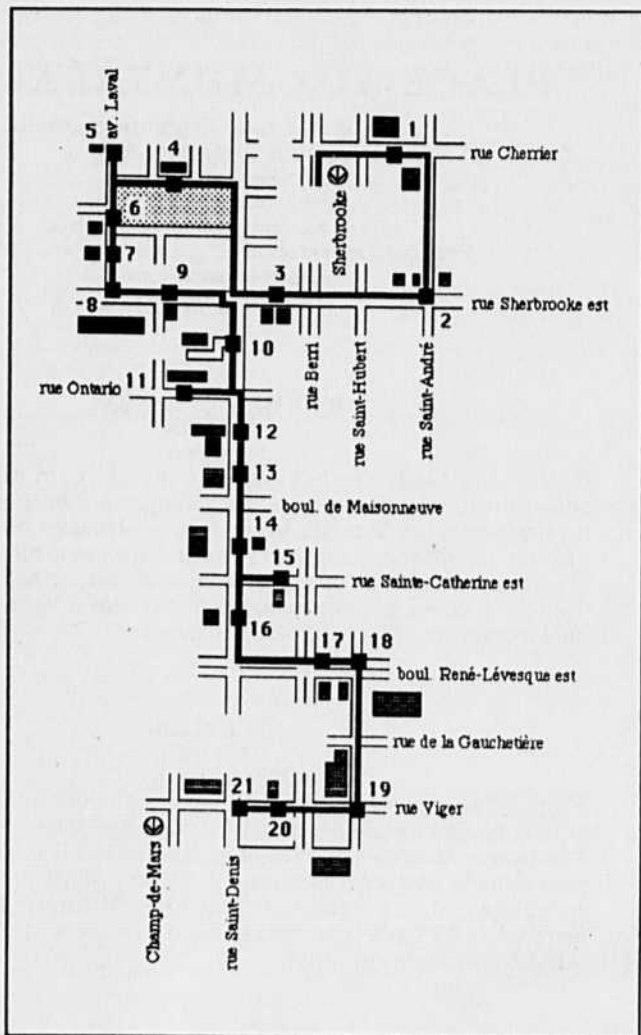 av. Laval
5
4
1
rue Cherrier
Sherbrooke
6
7
9
3
8
2
rue Sherbrooke est
10
rue Berri
rue Saint-Hubert
rue Saint-André
rue Ontario
11
12
13
boul. de Maisonneuve
14
15
rue Sainte-Catherine est
16
17
18
boul. René-Lévesque est
rue de la Gauchetière
21
19
20
rue Viger
Champ-de-Mars
rue Saint-Denis